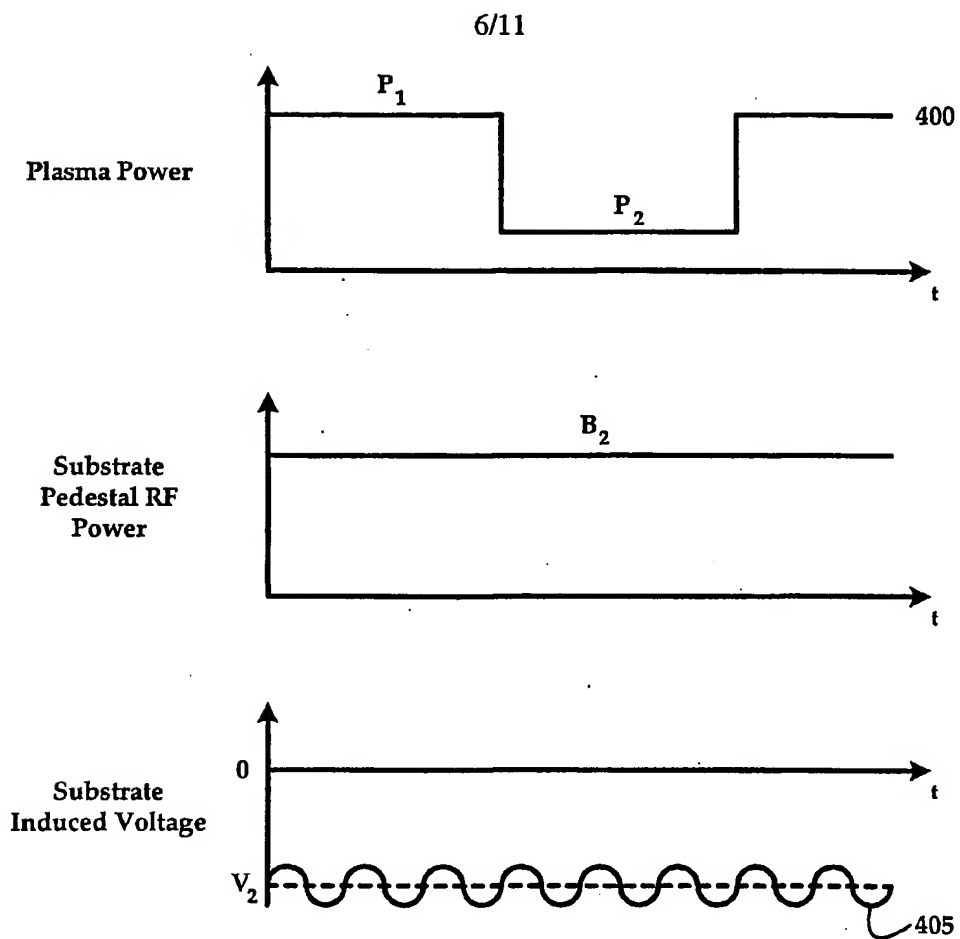 6/11
P1
400
Plasma Power
P2
t
B2
Substrate
Pedestal RF
Power
t
0
t
Substrate
Induced Voltage
V2
405